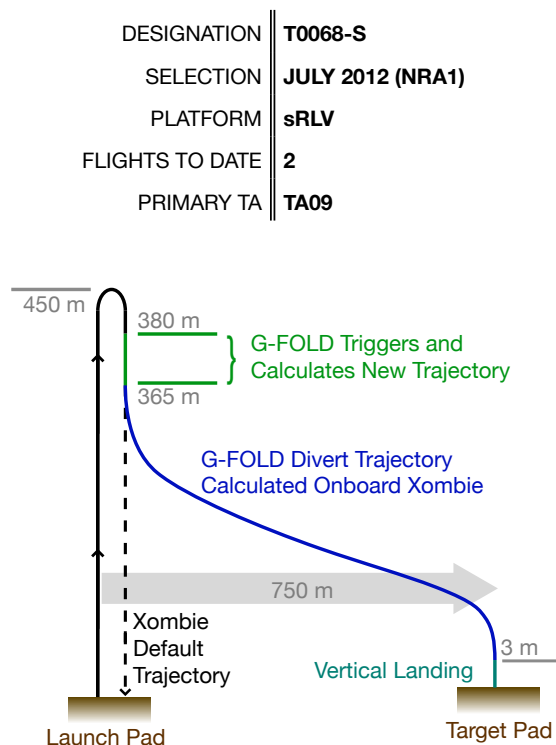 DESIGNATION T0068-S
SELECTION JULY 2012 (NRA1)
PLATFORM sRLV
FLIGHTS TO DATE 2
PRIMARY TA TA09
450 m
380 m
G-FOLD Triggers and
Calculates New Trajectory
365 m
G-FOLD Divert Trajectory
Calculated Onboard Xombie
750 m
Xombie
Default
Trajectory
3 m
Vertical Landing
Launch Pad
Target Pad